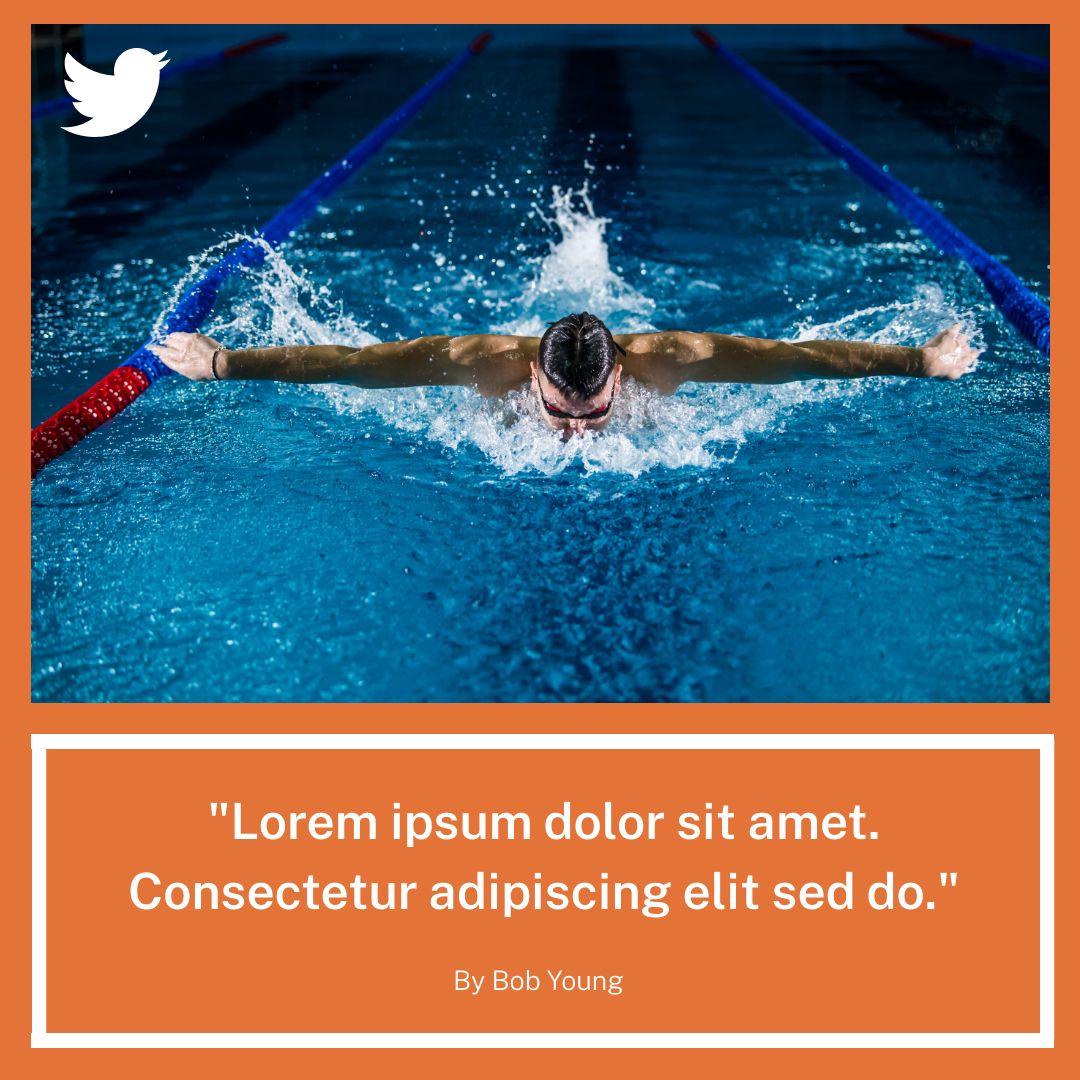 "Lorem ipsum dolor sit amet.
Consectetur adipiscing elit sed do."
By Bob Young